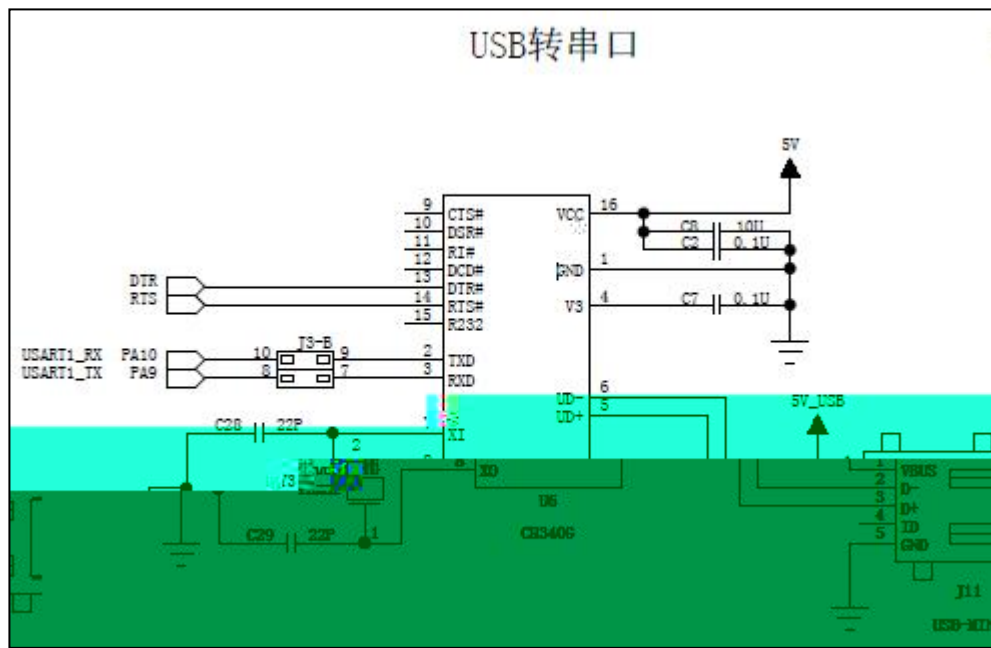 USB转串口
5V
9 CTS# VCC 16
10 DSR# C8 10U
11 RI# C2 0.1U
12 DCD# GND 1
DTR 13 DTR#
RTS 14 RTS# V3 4 C7 0.1U
15 R232
J3-B
USART1_RX PA10 10 9 2 TXD
USART1_TX PA9 8 7 3 RXD
UD- 6
UD+ 5 5V_USB
C28 22P XI
2
8 XO 1 VBUS
U6 2 D-
3 D+
C29 22P 1 CH340G 4 ID
5 GND
J11